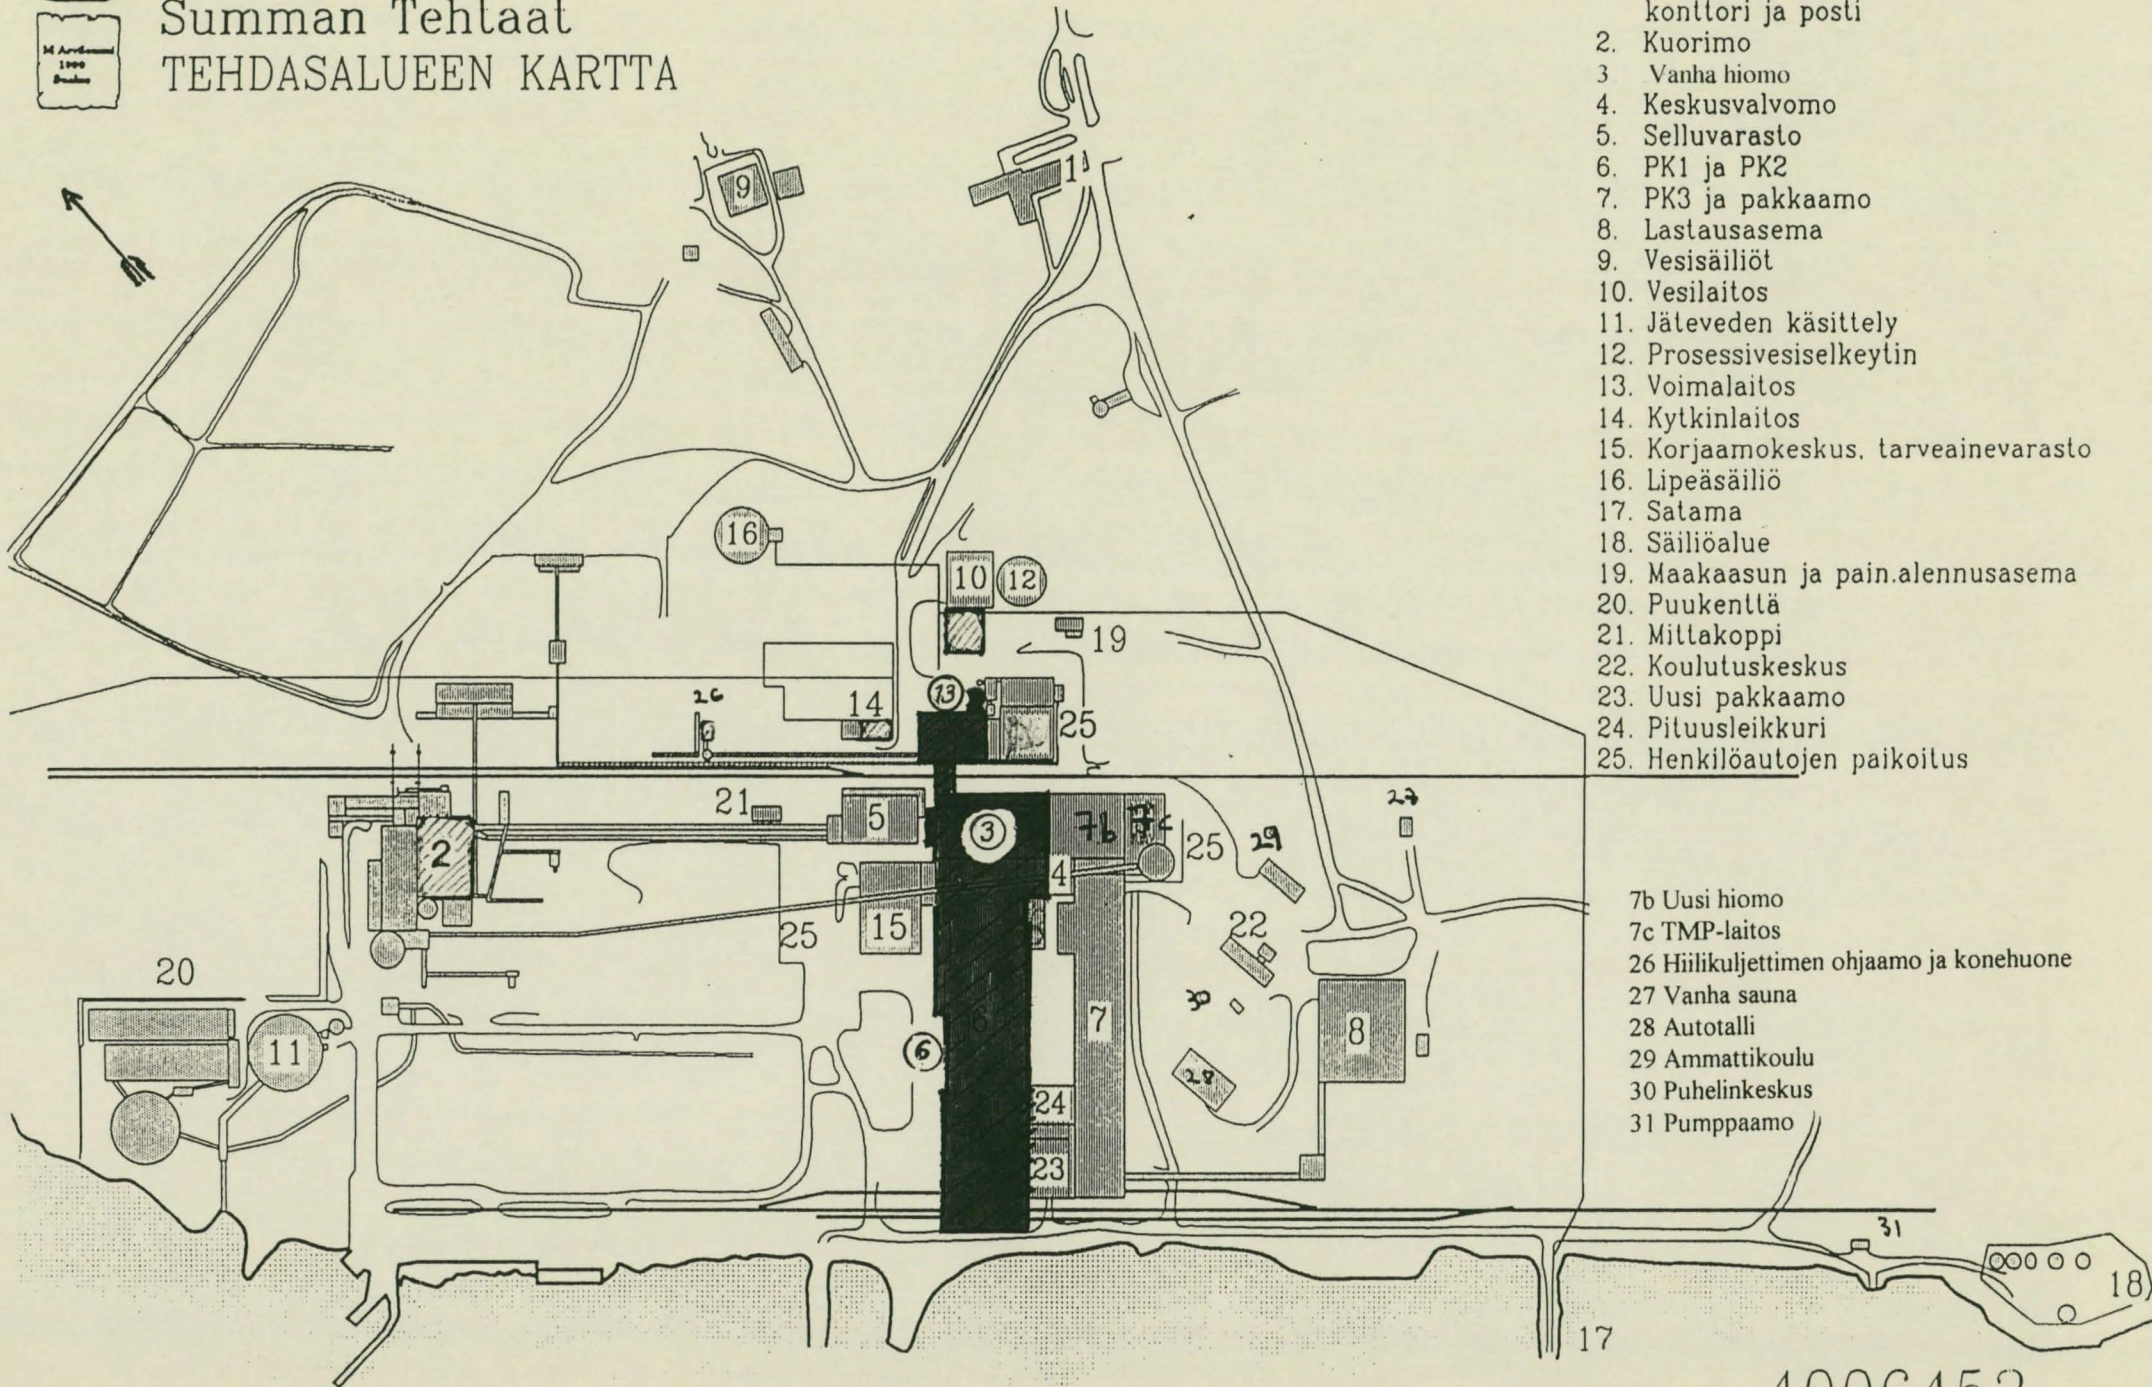 Summan Tehtaat
TEHDASALUEEN KARTTA
konttori ja posti
2. Kuorimo
3 Vanha hiomo
4. Keskusvalvomo
5. Selluvarasto
6. PK1 ja PK2
7. PK3 ja pakkaamo
8. Lastausasema
9. Vesisäiliöt
10. Vesilaitos
11. Jäteveden käsittely
12. Prosessivesiselkeytin
13. Voimalaitos
14. Kytkinlaitos
15. Korjaamokeskus, tarveainevarasto
16. Lipeäsäiliö
17. Satama
18. Säiliöalue
19. Maakaasun ja pain.alennusasema
20. Puukenttä
21. Mittakoppi
22. Koulutuskeskus
23. Uusi pakkaamo
24. Pituusleikkuri
25. Henkilöautojen paikoitus
7b Uusi hiomo
7c TMP-laitos
26 Hiilikuljettimen ohjaamo ja konehuone
27 Vanha sauna
28 Autotalli
29 Ammattikoulu
30 Puhelinkeskus
31 Pumppaamo
9
1
16
10
12
19
13
26
14
25
21
5
3
7b
7c
25
29
27
2
4
15
25
22
20
30
11
6
6
7
8
28
24
23
31
18
17